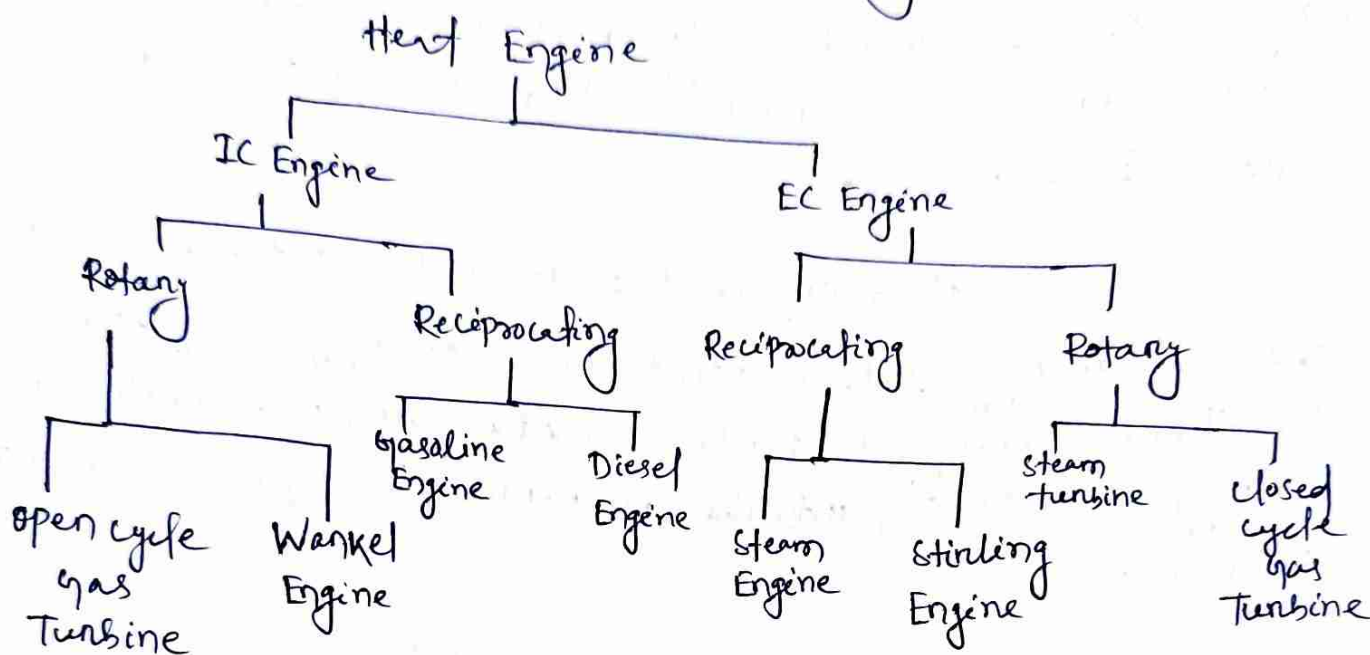 Heat Engine
IC Engine
EC Engine
Rotary
Reciprocating
Reciprocating
Rotary
Gasoline
Engine
Diesel
Engine
Steam
turbine
closed
cycle
gas
Turbine
open cycle
gas
Turbine
Wankel
Engine
Steam
Engine
Stirling
Engine